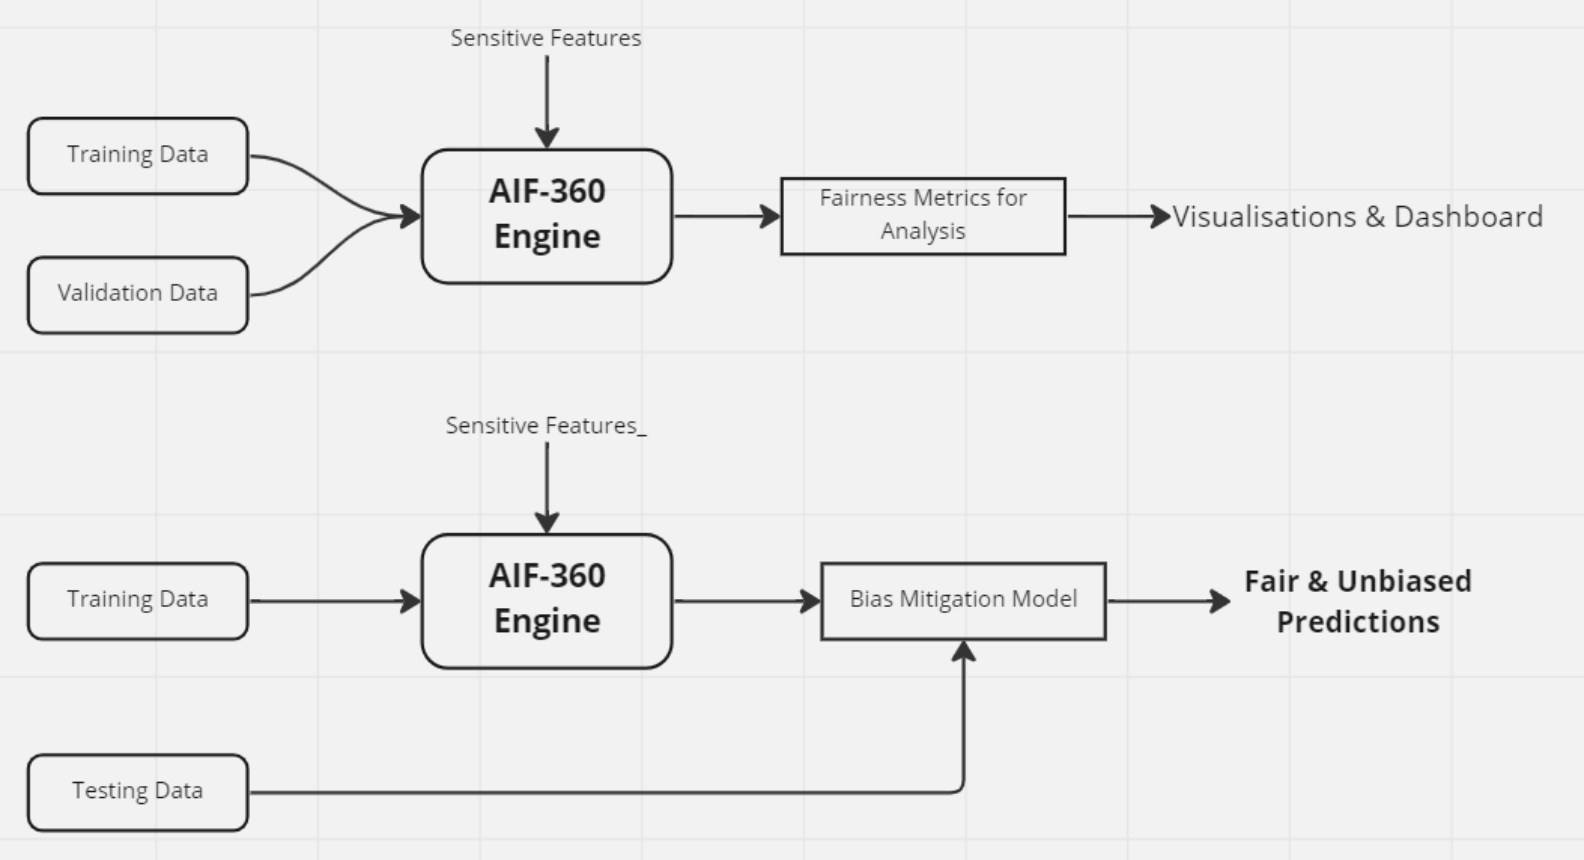 Sensitive Features
Training Data
AIF-360
Engine
Fairness Metrics for
Analysis
Visualisations & Dashboard
Validation Data
Sensitive Features_
Training Data
AIF-360
Engine
Bias Mitigation Model
Fair & Unbiased
Predictions
Testing Data